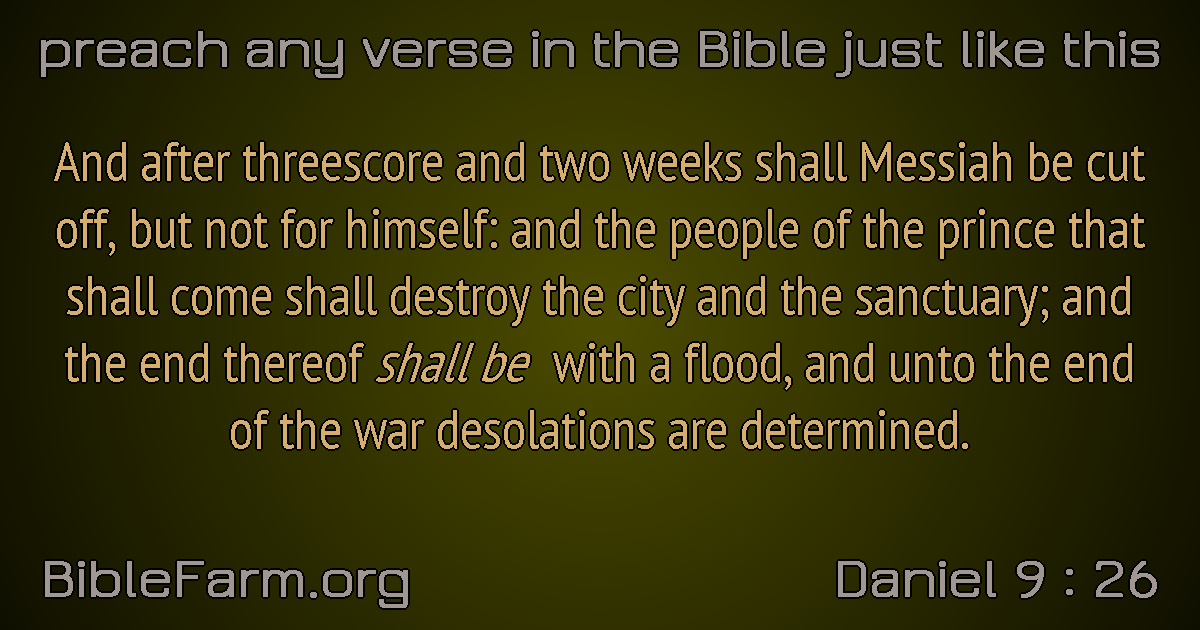 preach any verse in the Bible just like this
And after threescore and two weeks shall Messiah be cut
off, but not for himself: and the people of the prince that
shall come shall destroy the city and the sanctuary; and
the end thereof shall be with a flood, and unto the end
of the war desolations are determined.
BibleFarm.org
Daniel 9 : 26